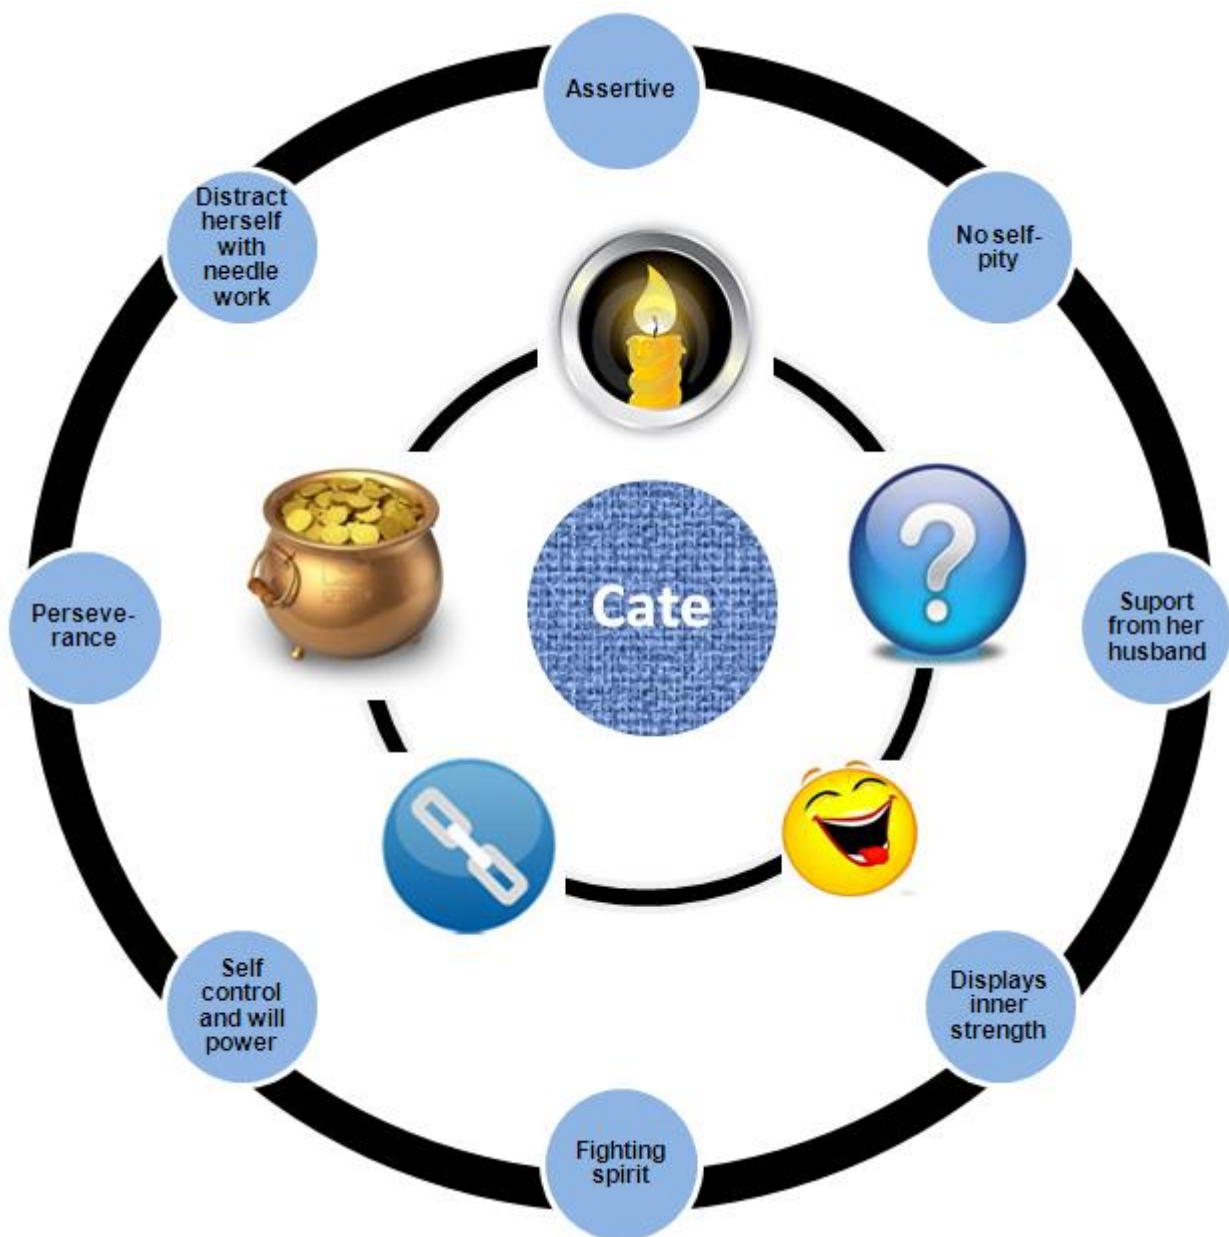 Assertive
Distract
herself
with
needle
work
No self-
pity
?
Cate
Perseve-
rance
Suport
from her
husband
Self
control
and will
power
Displays
inner
strength
Fighting
spirit